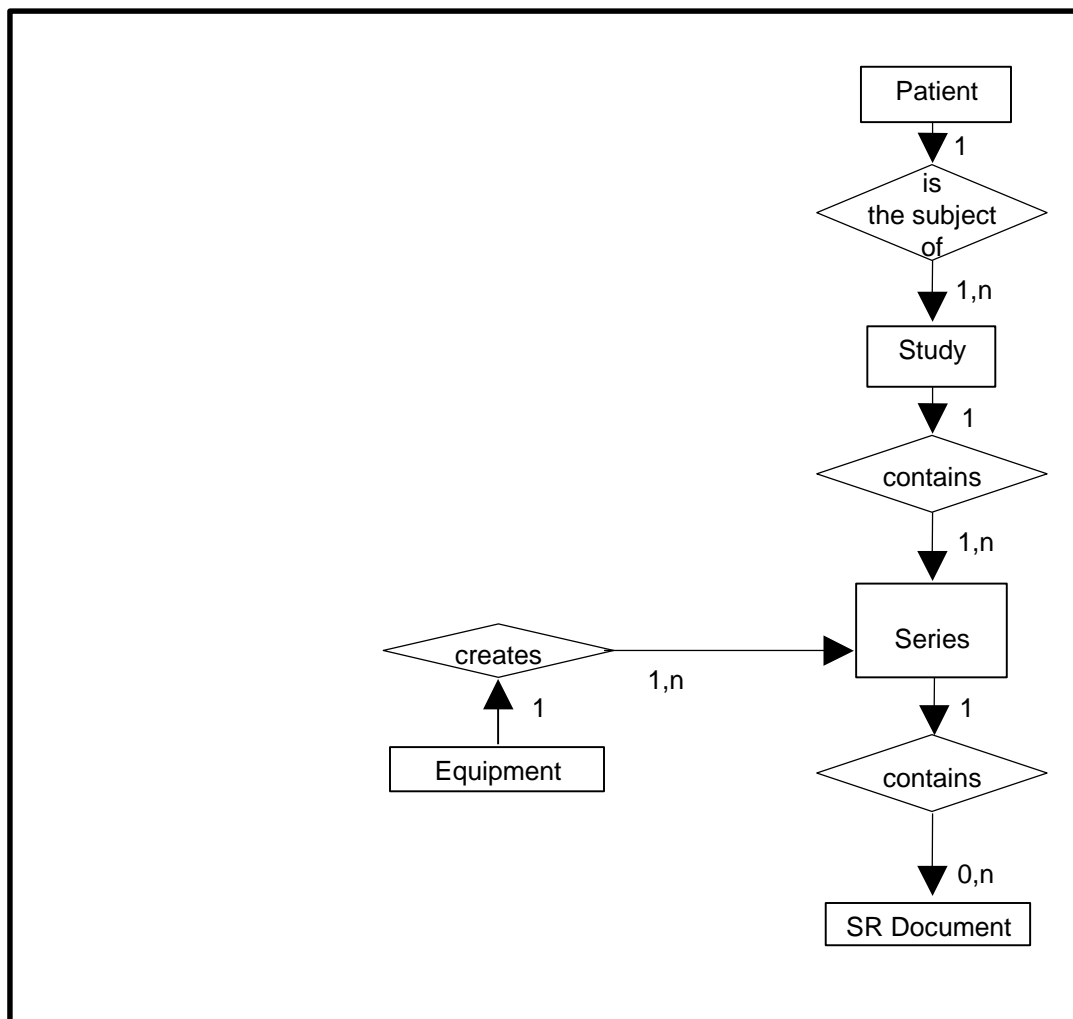 Patient
1
is
the subject
of
1,n
Study
1
contains
1,n
Series
creates
1,n
1
1
Equipment
contains
0,n
SR Document